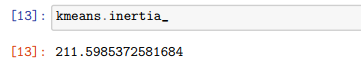 [13]: kmeans.inertia_
[13]: 211.5985372581684